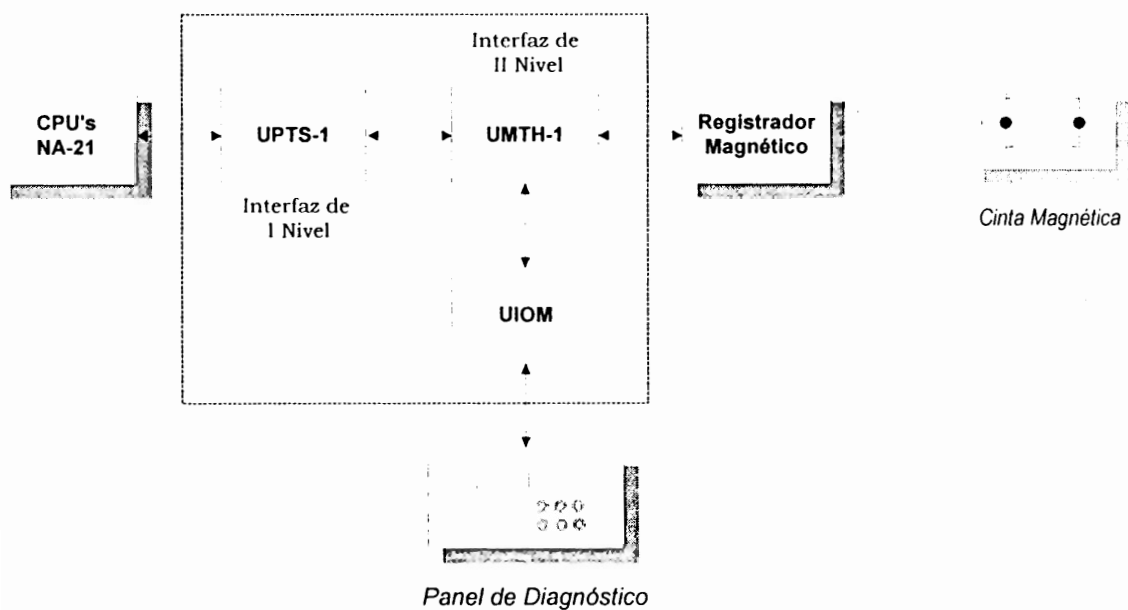 Interfaz de
II Nivel
CPU's
NA-21
UPTS-1
UMTH-1
Registrador
Magnético
Interfaz de
I Nivel
Cinta Magnética
UIOM
Panel de Diagnóstico